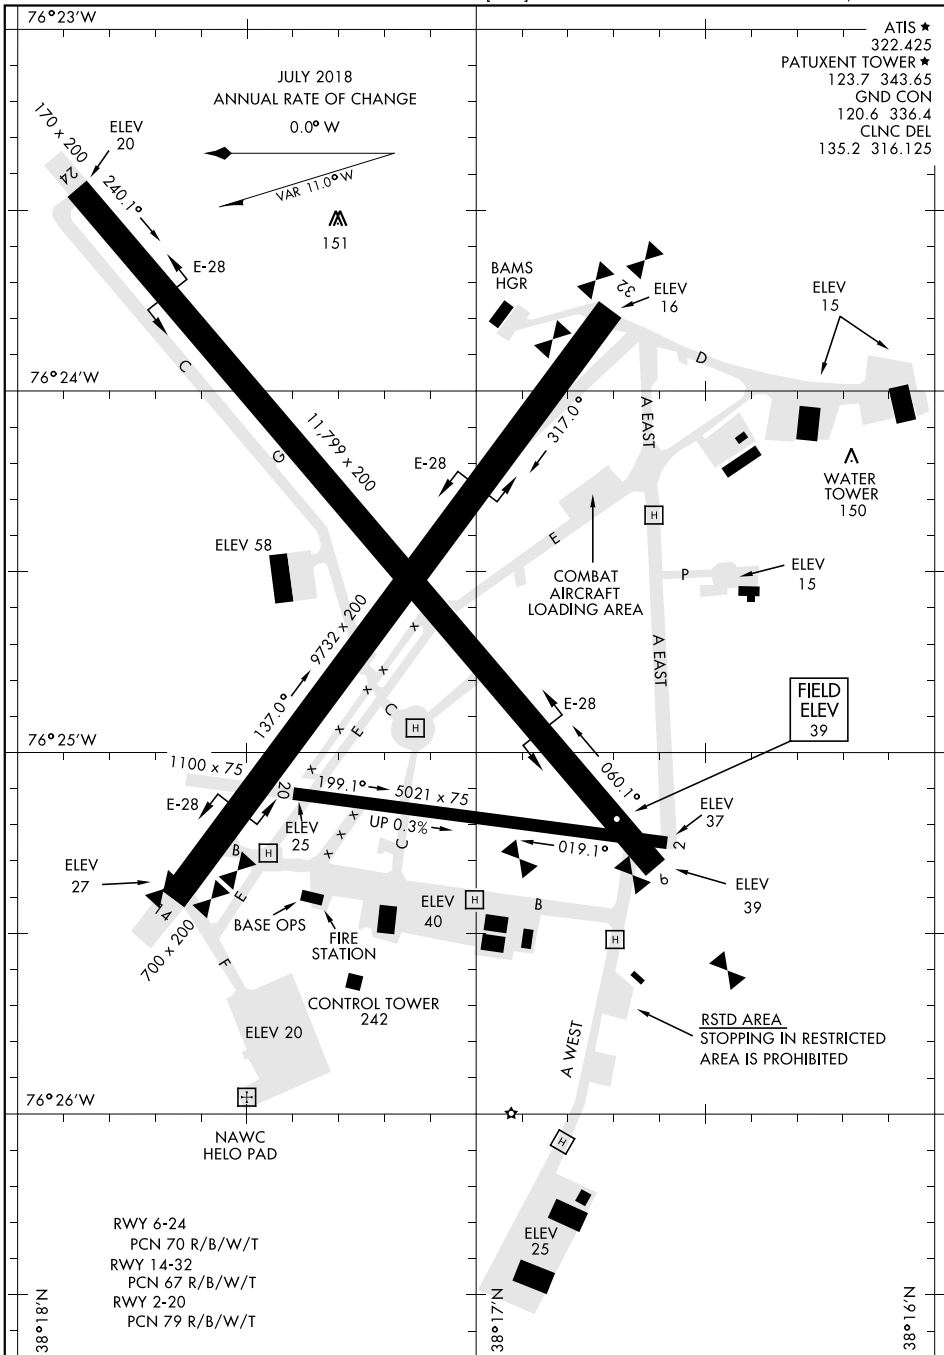 76°23'W
ATIS ★
322.425
PATUXENT TOWER ★
123.7 343.65
GND CON
120.6 336.4
CLNC DEL
135.2 316.125
JULY 2018
ANNUAL RATE OF CHANGE
0.0° W
VAR 11.0° W
170 x 200
ELEV
20
24
240.1°
E-28
151
BAMS
HGR
32
ELEV
16
ELEV
15
76°24'W
C
D
A EAST
317.0°
11,799 x 200
G
E-28
WATER
TOWER
150
H
E
ELEV 58
COMBAT
AIRCRAFT
LOADING AREA
P
ELEV
15
9732 x 200
x
x
x
x
x
x
x
x
A EAST
137.0°
C
E
H
E-28
FIELD
ELEV
39
76°25'W
1100 x 75
060.1°
E-28
20
199.1°
5021 x 75
UP 0.3%
ELEV
25
C
019.1°
ELEV
37
2
ELEV
27
B
H
E
14
700 x 200
BASE OPS
FIRE
STATION
ELEV
40
H
B
6
ELEV
39
H
F
CONTROL TOWER
242
ELEV 20
A WEST
RSTD AREA
STOPPING IN RESTRICTED
AREA IS PROHIBITED
76°26'W
NAWC
HELO PAD
H
RWY 6-24
PCN 70 R/B/W/T
RWY 14-32
PCN 67 R/B/W/T
RWY 2-20
PCN 79 R/B/W/T
ELEV
25
38°18'N
38°17'N
38°16'N